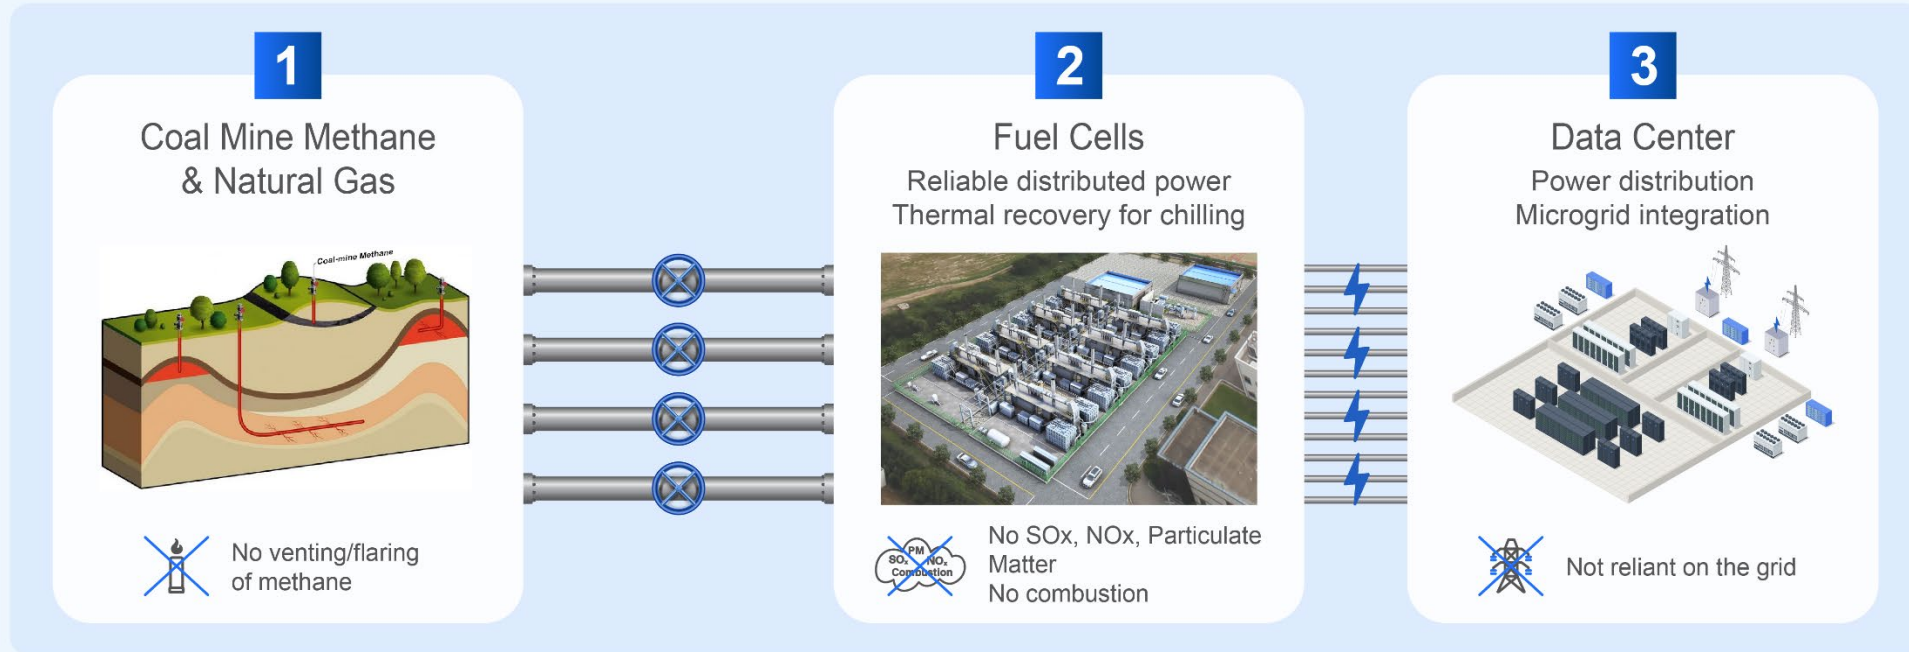 1
Coal Mine Methane
& Natural Gas
Coal-mine Methane
No venting/flaring
of methane
2
Fuel Cells
Reliable distributed power
Thermal recovery for chilling
PM
SOx NOx
Combustion
No SOx, NOx, Particulate
Matter
No combustion
3
Data Center
Power distribution
Microgrid integration
Not reliant on the grid